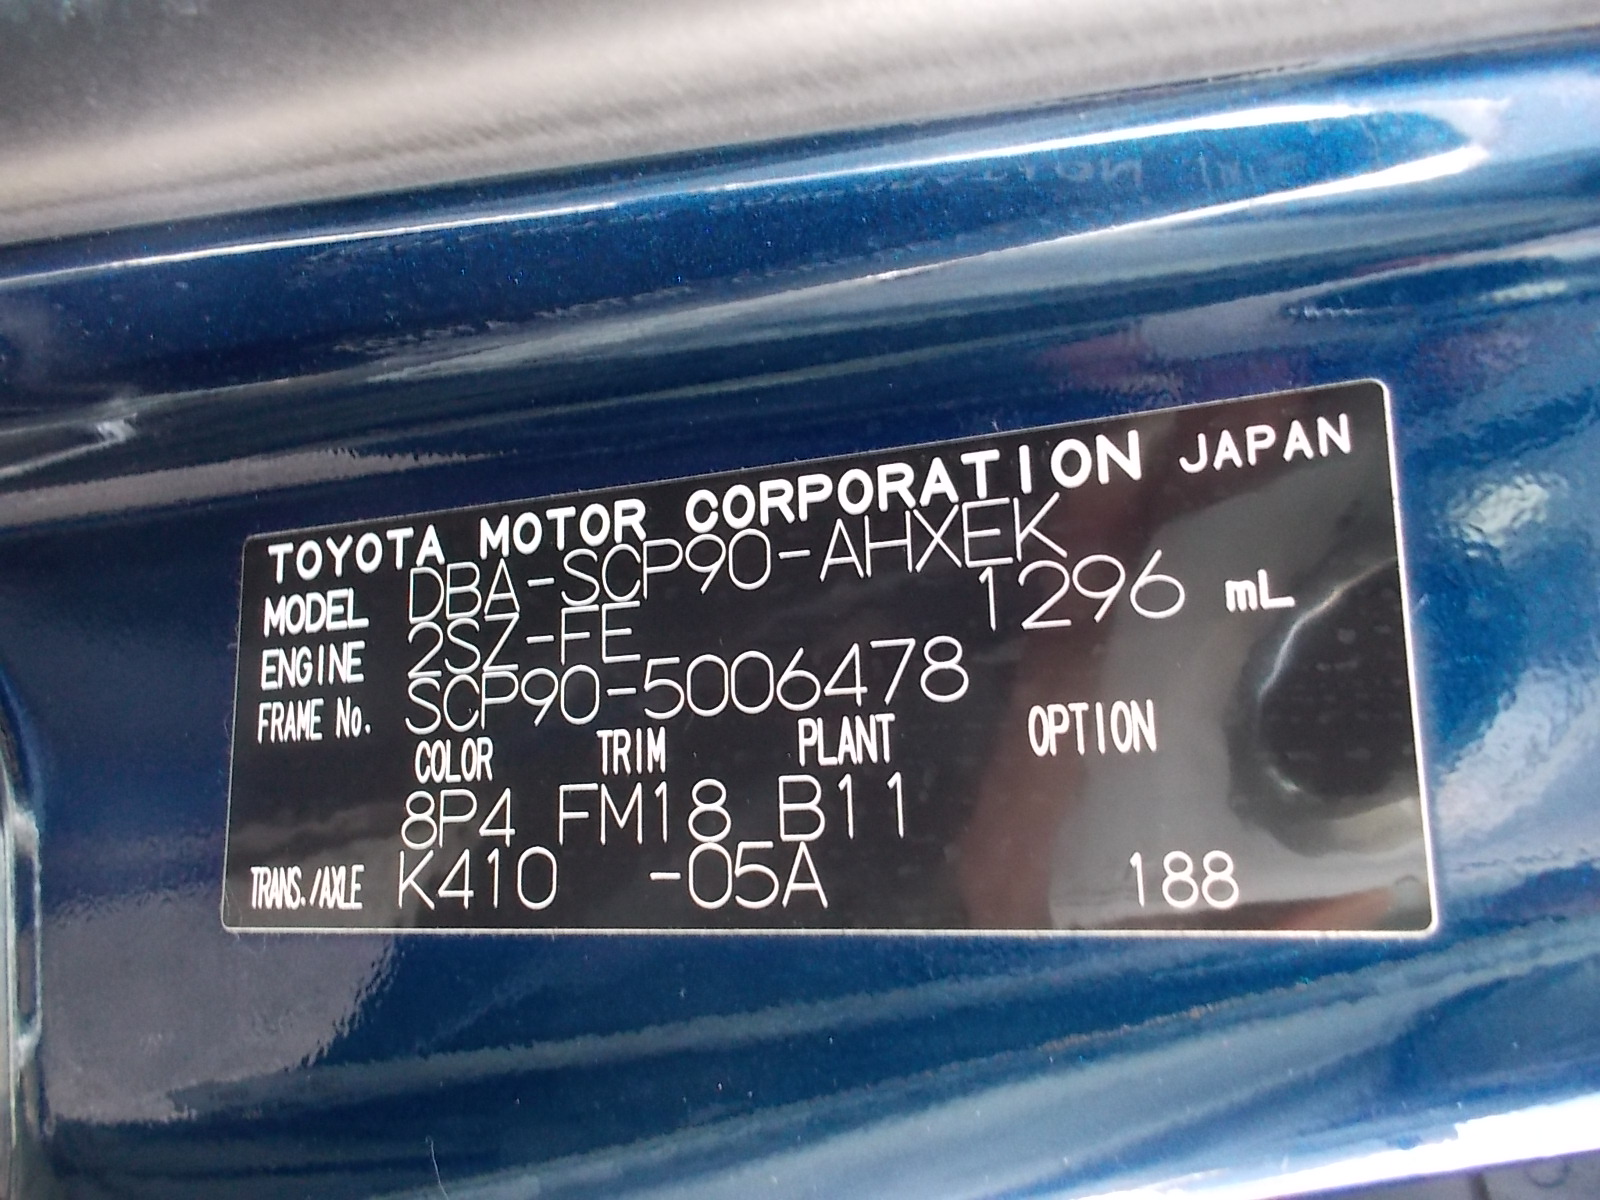 TOYOTA MOTOR CORPORATION JAPAN
MODEL DBA-SCP90-AHXEK
ENGINE 2SZ-FE 1296 mL
FRAME No. SCP90-5006478
COLOR TRIM PLANT OPTION
8P4 FM18 B11
TRANS./AXLE K410 -05A 188